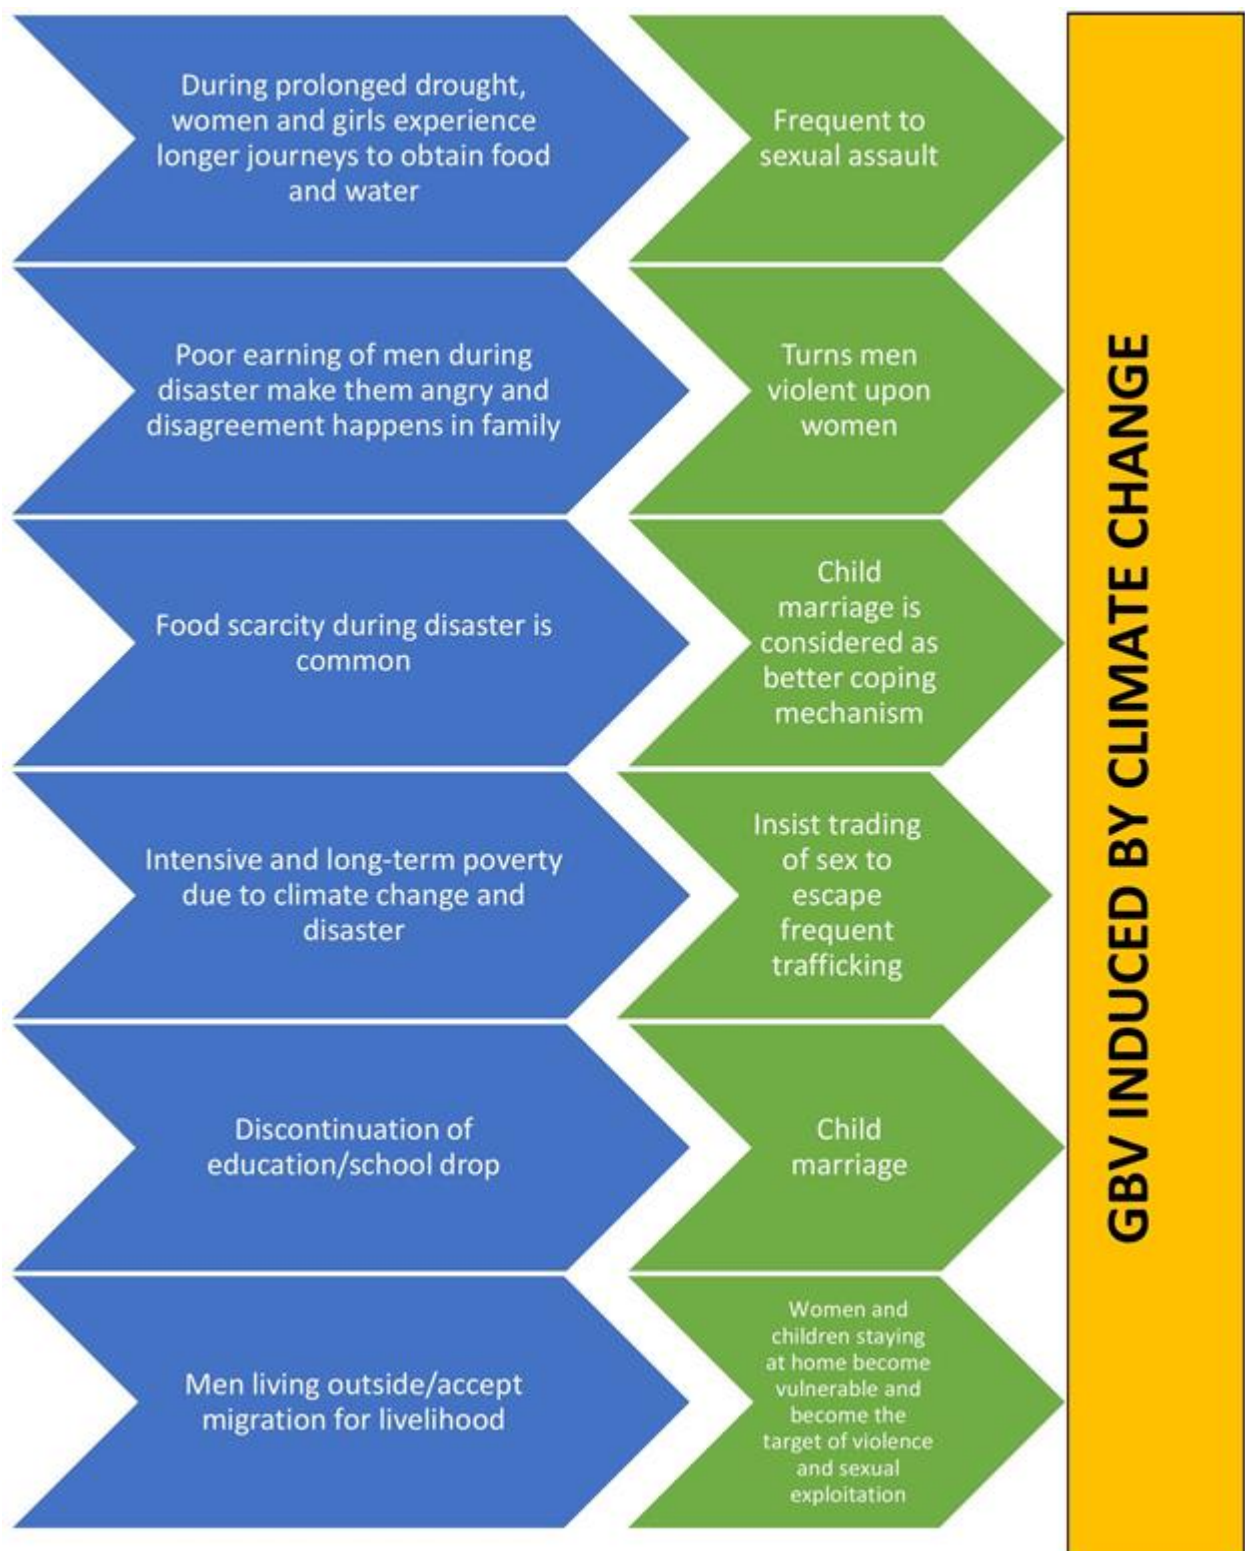 During prolonged drought,
women and girls experience
longer journeys to obtain food
and water
Frequent to
sexual assault
Poor earning of men during
disaster make them angry and
disagreement happens in family
Turns men
violent upon
women
Food scarcity during disaster is
common
Child
marriage is
considered as
better coping
mechanism
Intensive and long-term poverty
due to climate change and
disaster
Insist trading
of sex to
escape
frequent
trafficking
Discontinuation of
education/school drop
Child
marriage
Men living outside/accept
migration for livelihood
Women and
children staying
at home become
vulnerable and
become the
target of violence
and sexual
exploitation
GBV INDUCED BY CLIMATE CHANGE